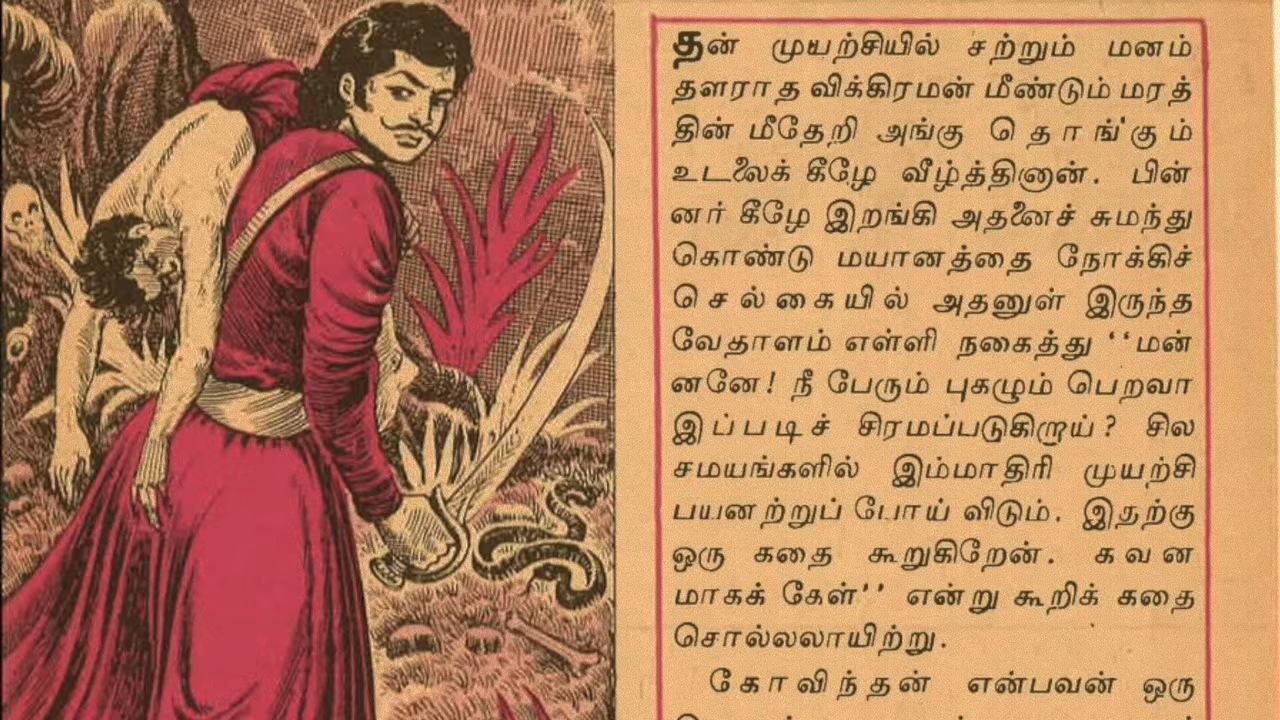 தன் முயற்சியில் சற்றும் மனம்
தளராத விக்கிரமன் மீண்டும் மரத்
தின் மீதேறி அங்கு தொங்கும்
உடலைக் கீழே வீழ்த்தினான். பின்
னர் கீழே இறங்கி அதனைச் சுமந்து
கொண்டு மயானத்தை நோக்கிச்
செல்கையில் அதனுள் இருந்த
வேதாளம் எள்ளி நகைத்து ‘‘மன்
னனே! நீ பேரும் புகழும் பெறவா
இப்படிச் சிரமப்படுகிறாய்? சில
சமயங்களில் இம்மாதிரி முயற்சி
பயனற்றுப் போய் விடும். இதற்கு
ஒரு கதை கூறுகிறேன். கவன
மாகக் கேள்’’ என்று கூறிக் கதை
சொல்லலாயிற்று.
கோவிந்தன் என்பவன் ஒரு